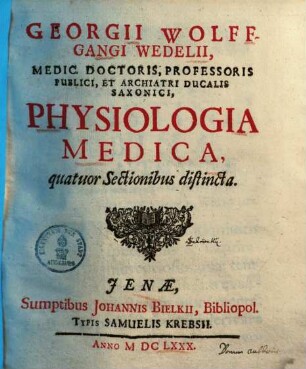 GEORGII WOLFF-
GANGI WEDELII,
MEDIC. DOCTORIS, PROFESSORIS
PUBLICI, ET ARCHIATRI DUCALIS
SAXONICI,
PHYSIOLOGIA
MEDICA,
quatuor Sectionibus distincta.
JENÆ,
Sumptibus JOHANNIS BIELKII, Bibliopol.
TYPIS SAMUELIS KREBSII.
ANNO M DC LXXX.